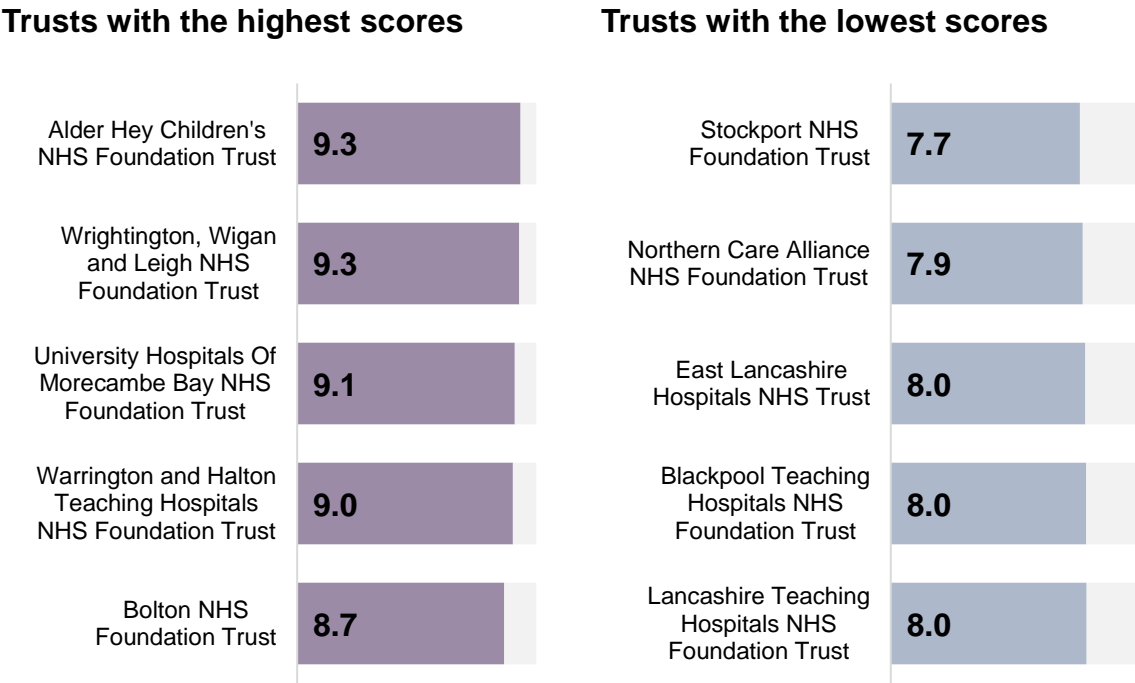 Trusts with the highest scores
Alder Hey Children's
NHS Foundation Trust
9.3
Wrightington, Wigan
and Leigh NHS
Foundation Trust
9.3
University Hospitals Of
Morecambe Bay NHS
Foundation Trust
9.1
Warrington and Halton
Teaching Hospitals
NHS Foundation Trust
9.0
Bolton NHS
Foundation Trust
8.7
Trusts with the lowest scores
Stockport NHS
Foundation Trust
7.7
Northern Care Alliance
NHS Foundation Trust
7.9
East Lancashire
Hospitals NHS Trust
8.0
Blackpool Teaching
Hospitals NHS
Foundation Trust
8.0
Lancashire Teaching
Hospitals NHS
Foundation Trust
8.0